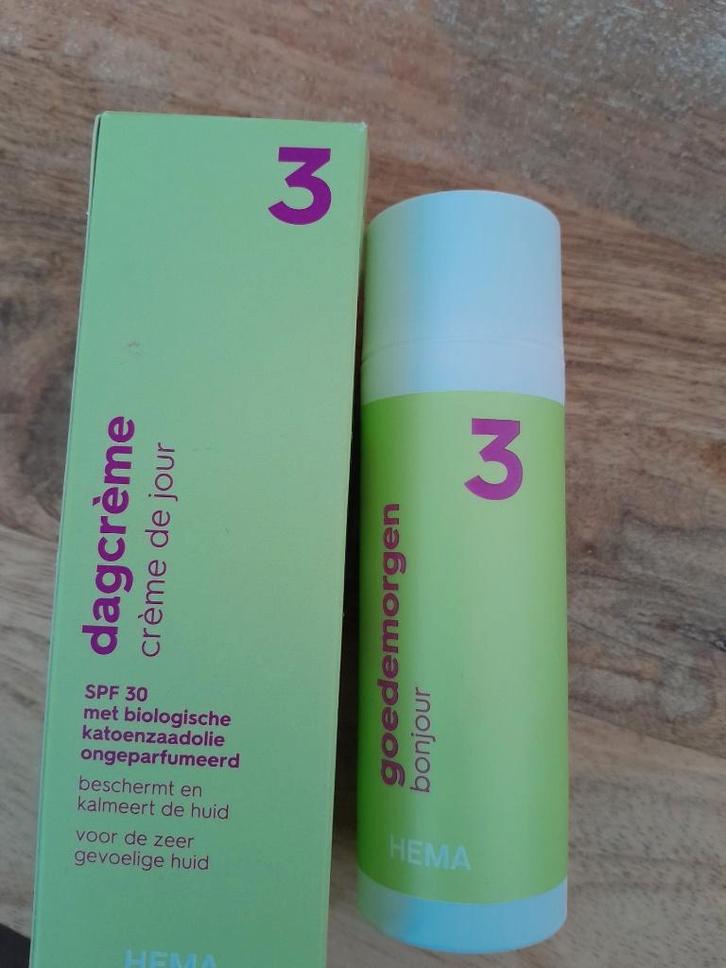 3
dagcrème
crème de jour
SPF 30
met biologische
katoenzaadolie
ongeparfumeerd
beschermt en
kalmeert de huid
voor de zeer
gevoelige huid
HEMA
3
goedemorgen
bonjour
HEMA